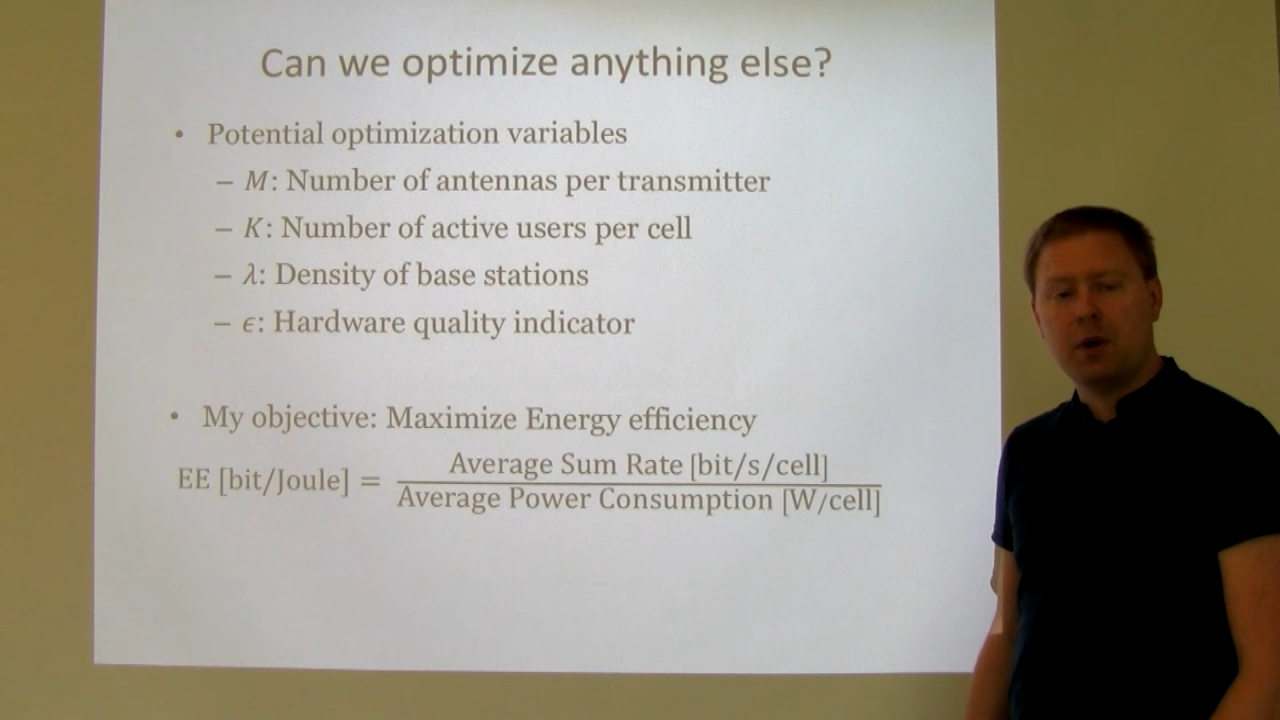 Can we optimize anything else?
• Potential optimization variables
– M: Number of antennas per transmitter
– K: Number of active users per cell
– λ: Density of base stations
– ϵ: Hardware quality indicator
• My objective: Maximize Energy efficiency
EE [bit/Joule] = Average Sum Rate [bit/s/cell]
Average Power Consumption [W/cell]